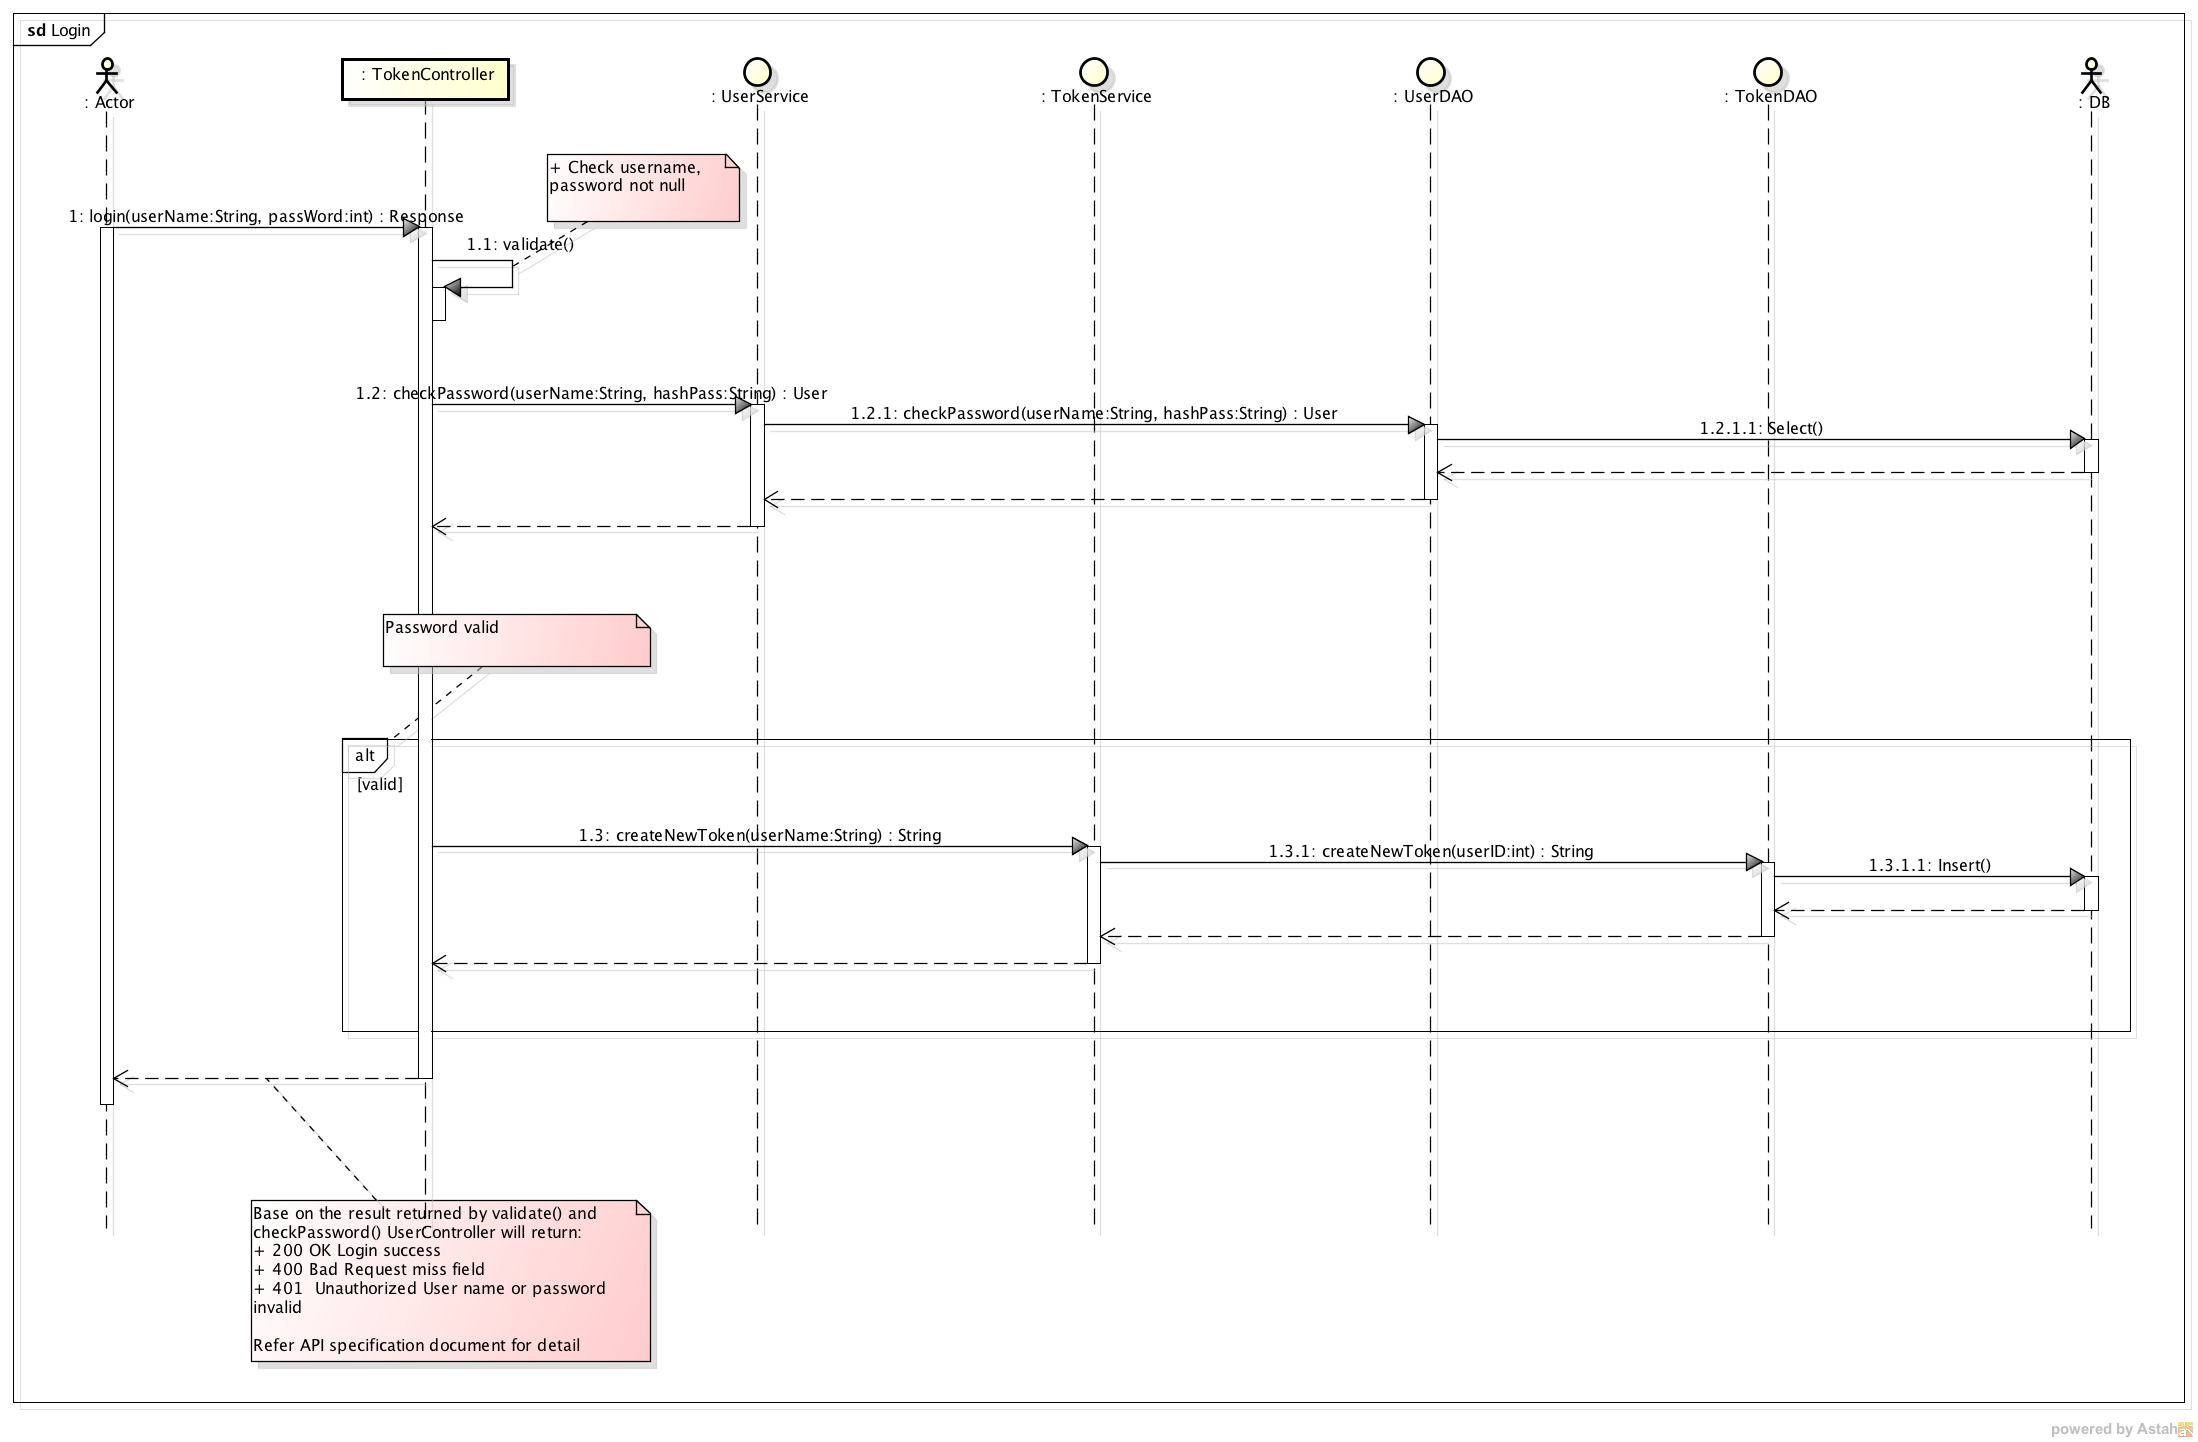 sd Login
: Actor
: TokenController
: UserService
: TokenService
: UserDAO
: TokenDAO
: DB
+ Check username,
password not null
1: login(userName:String, passWord:int) : Response
1.1: validate()
1.2: checkPassword(userName:String, hashPass:String) : User
1.2.1: checkPassword(userName:String, hashPass:String) : User
1.2.1.1: Select()
Password valid
alt
[valid]
1.3: createNewToken(userName:String) : String
1.3.1: createNewToken(userID:int) : String
1.3.1.1: Insert()
Base on the result returned by validate() and
checkPassword() UserController will return:
+ 200 OK Login success
+ 400 Bad Request miss field
+ 401  Unauthorized User name or password
invalid
Refer API specification document for detail
powered by Astah